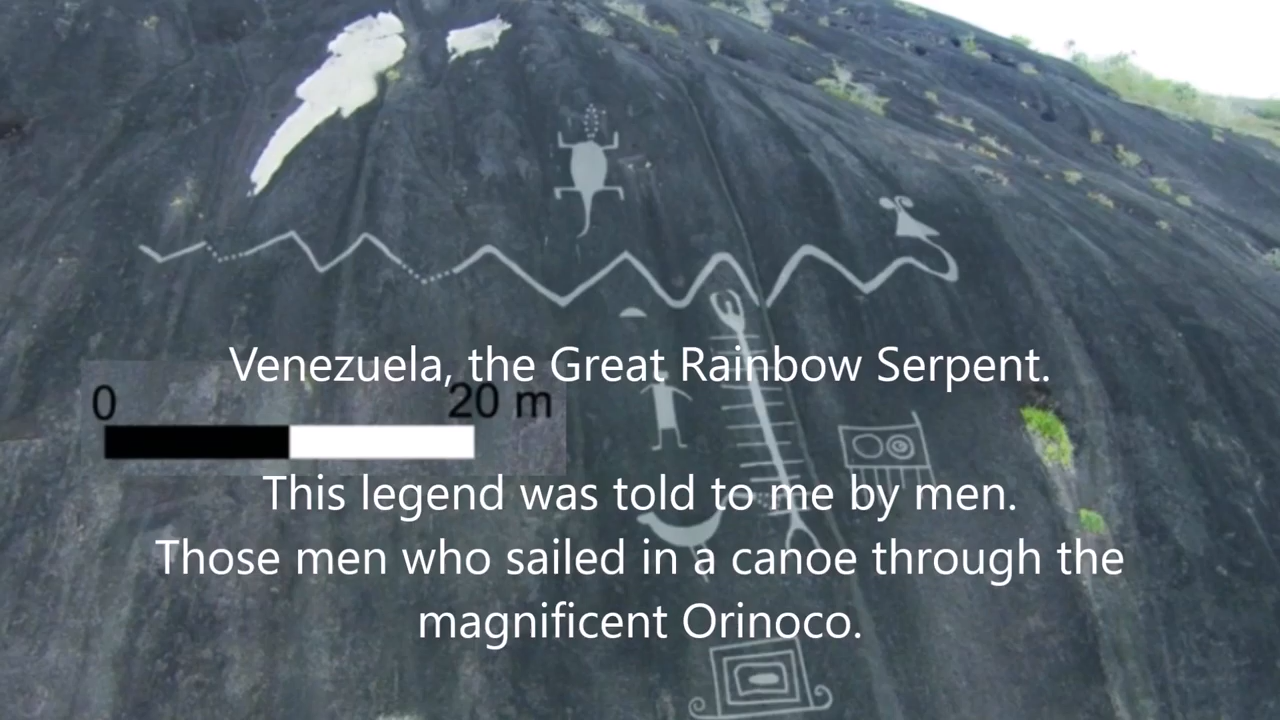 Venezuela, the Great Rainbow Serpent.
0 20 m
This legend was told to me by men.
Those men who sailed in a canoe through the
magnificent Orinoco.